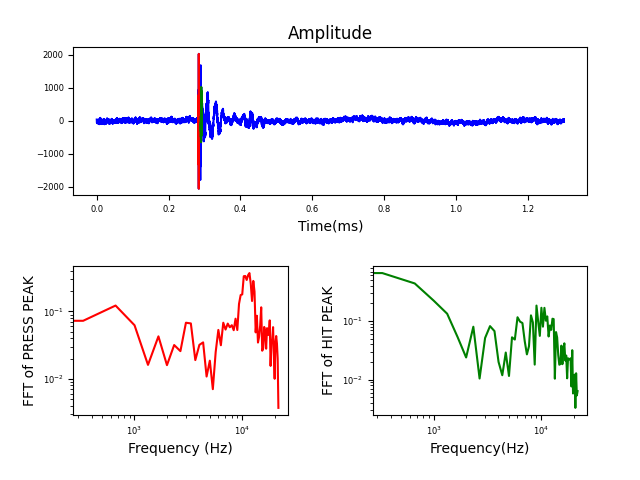 Amplitude
2000
1000
0
−1000
−2000
0.0 0.2 0.4 0.6 0.8 1.0 1.2
Time(ms)
FFT of PRESS PEAK
10⁻¹
10⁻²
10³ 10⁴
Frequency (Hz)
FFT of HIT PEAK
10⁻¹
10⁻²
10³ 10⁴
Frequency(Hz)